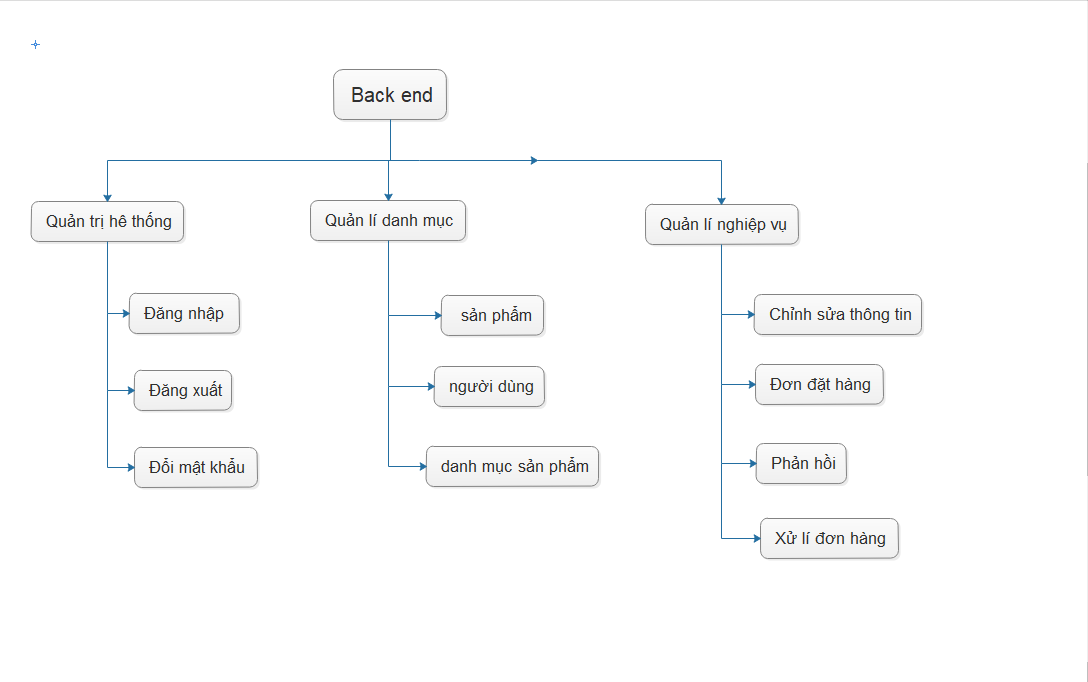 Back end
Quản trị hê thống
Quản lí danh mục
Quản lí nghiệp vụ
Đăng nhập
Đăng xuất
Đổi mật khẩu
sản phẩm
người dùng
danh mục sản phẩm
Chỉnh sửa thông tin
Đơn đặt hàng
Phản hồi
Xử lí đơn hàng